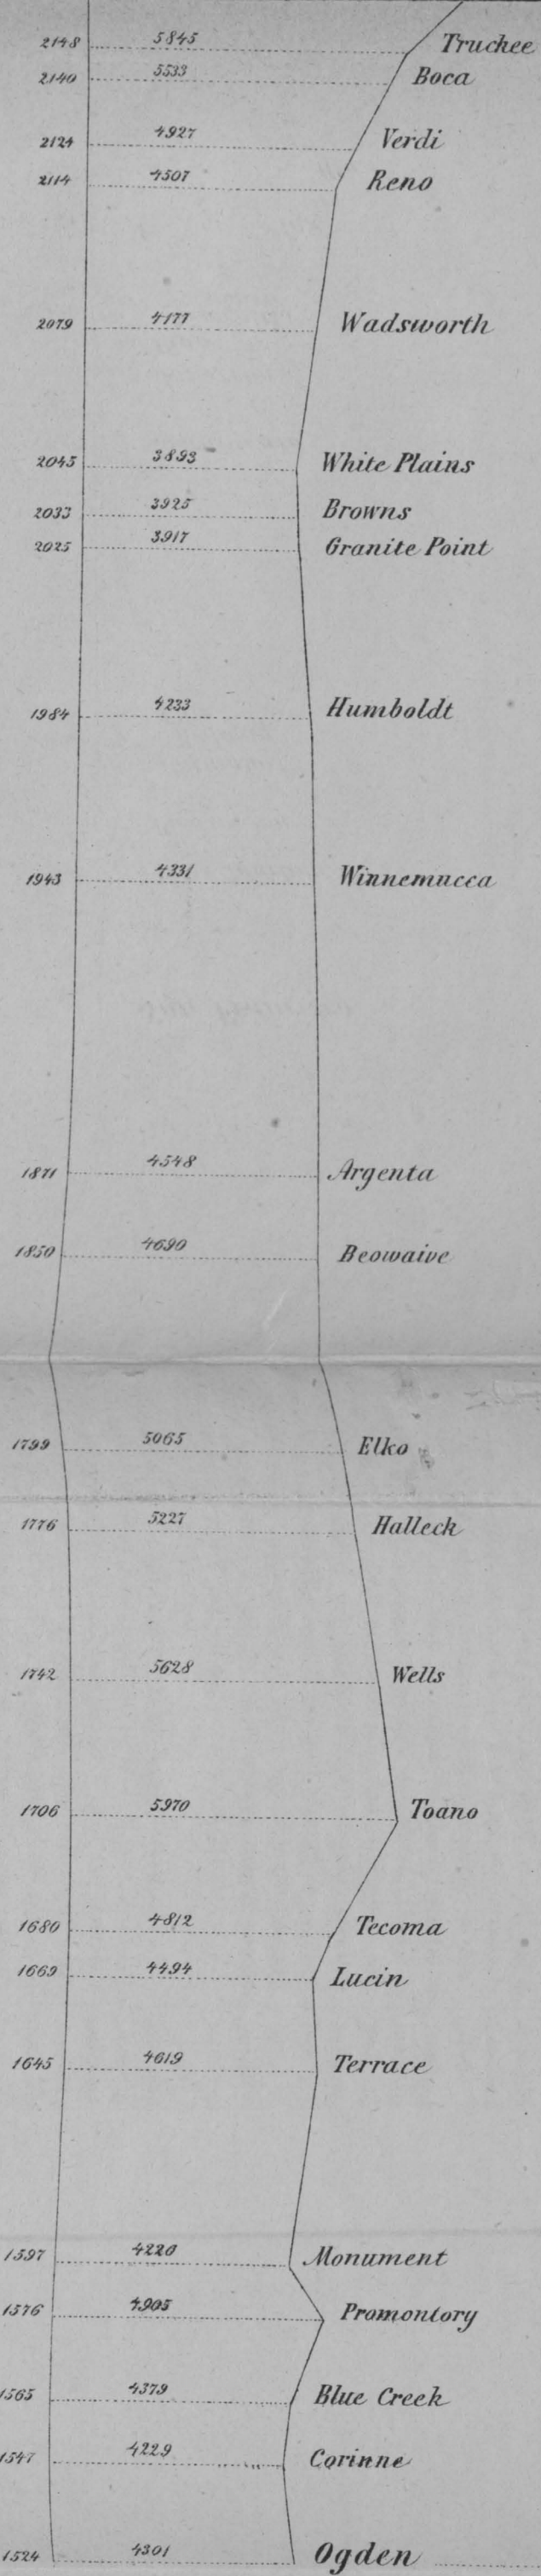 2148 5845 Truckee
2140 5533 Boca
2124 4927 Verdi
2114 4507 Reno
2079 4177 Wadsworth
2045 3893 White Plains
2033 3925 Browns
2025 3917 Granite Point
1984 4233 Humboldt
1943 4331 Winnemucca
1871 4548 Argenta
1850 4690 Beowaive
1799 5065 Elko
1776 5227 Halleck
1742 5628 Wells
1706 5970 Toano
1680 4812 Tecoma
1669 4494 Lucin
1645 4619 Terrace
1597 4220 Monument
1576 4905 Promontory
1565 4379 Blue Creek
1547 4229 Corinne
1524 4301 Ogden